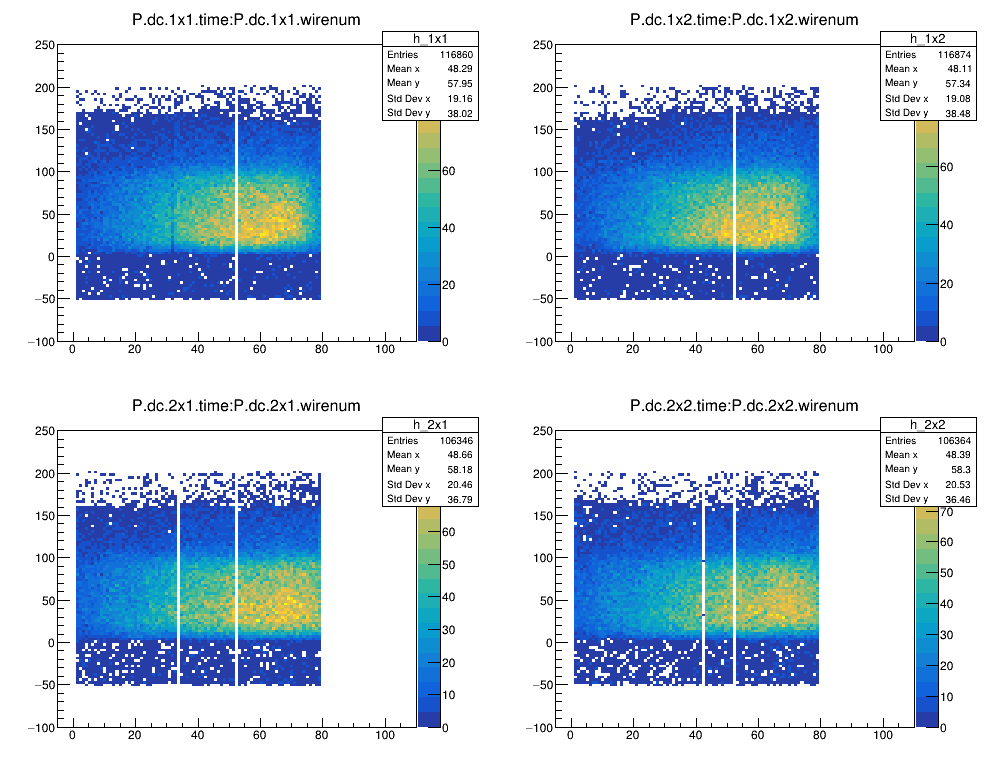 P.dc.1x1.time:P.dc.1x1.wirenum
h_1x1
Entries 116860
Mean x 48.29
Mean y 57.95
Std Dev x 19.16
Std Dev y 38.02
250
200
150
100
50
0
−50
−100
0 20 40 60 80 100
60
40
20
0
P.dc.1x2.time:P.dc.1x2.wirenum
h_1x2
Entries 116874
Mean x 48.11
Mean y 57.34
Std Dev x 19.08
Std Dev y 38.48
250
200
150
100
50
0
−50
−100
0 20 40 60 80 100
60
40
20
0
P.dc.2x1.time:P.dc.2x1.wirenum
h_2x1
Entries 106346
Mean x 48.66
Mean y 58.18
Std Dev x 20.46
Std Dev y 36.79
250
200
150
100
50
0
−50
−100
0 20 40 60 80 100
60
50
40
30
20
10
0
P.dc.2x2.time:P.dc.2x2.wirenum
h_2x2
Entries 106364
Mean x 48.39
Mean y 58.3
Std Dev x 20.53
Std Dev y 36.46
250
200
150
100
50
0
−50
−100
0 20 40 60 80 100
70
60
50
40
30
20
10
0